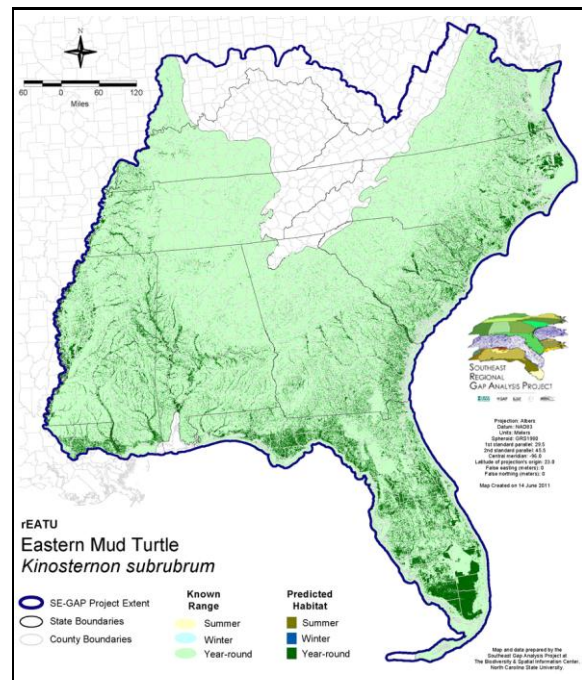 N
60 0 60 120
Miles
SOUTHEAST
REGIONAL
GAP ANALYSIS PROJECT
Projection: Albers
Datum: NAD83
Units: Meters
Spheroid: GRS1980
1st standard parallel: 29.5
2nd standard parallel: 45.5
Central meridian: -96.0
Latitude of projection's origin: 23.0
False easting (meters): 0
False northing (meters): 0
Map Created on 14 June 2011
rEATU
Eastern Mud Turtle
Kinosternon subrubrum
SE-GAP Project Extent
State Boundaries
County Boundaries
Known
Range
Summer
Winter
Year-round
Predicted
Habitat
Summer
Winter
Year-round
Map and data prepared by the
Southeast Gap Analysis Project at
The Biodiversity & Spatial Information Center,
North Carolina State University.